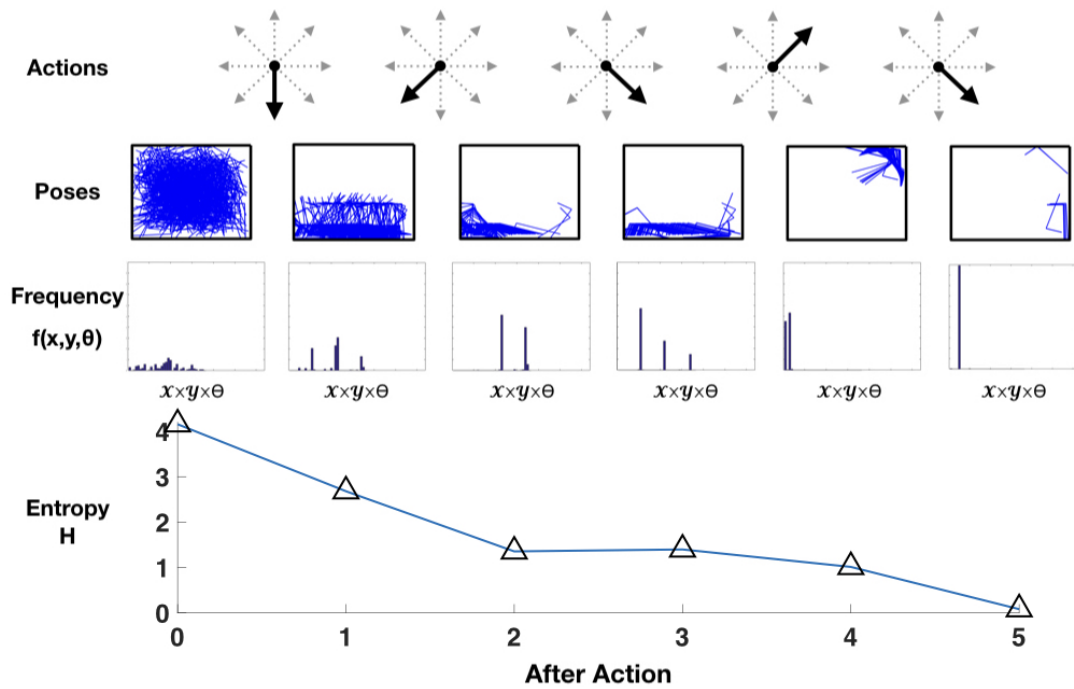 Actions
Poses
Frequency
f(x,y,θ)
x×y×θ x×y×θ x×y×θ x×y×θ x×y×θ x×y×θ
4
3
2
1
0
Entropy
H
0 1 2 3 4 5
After Action